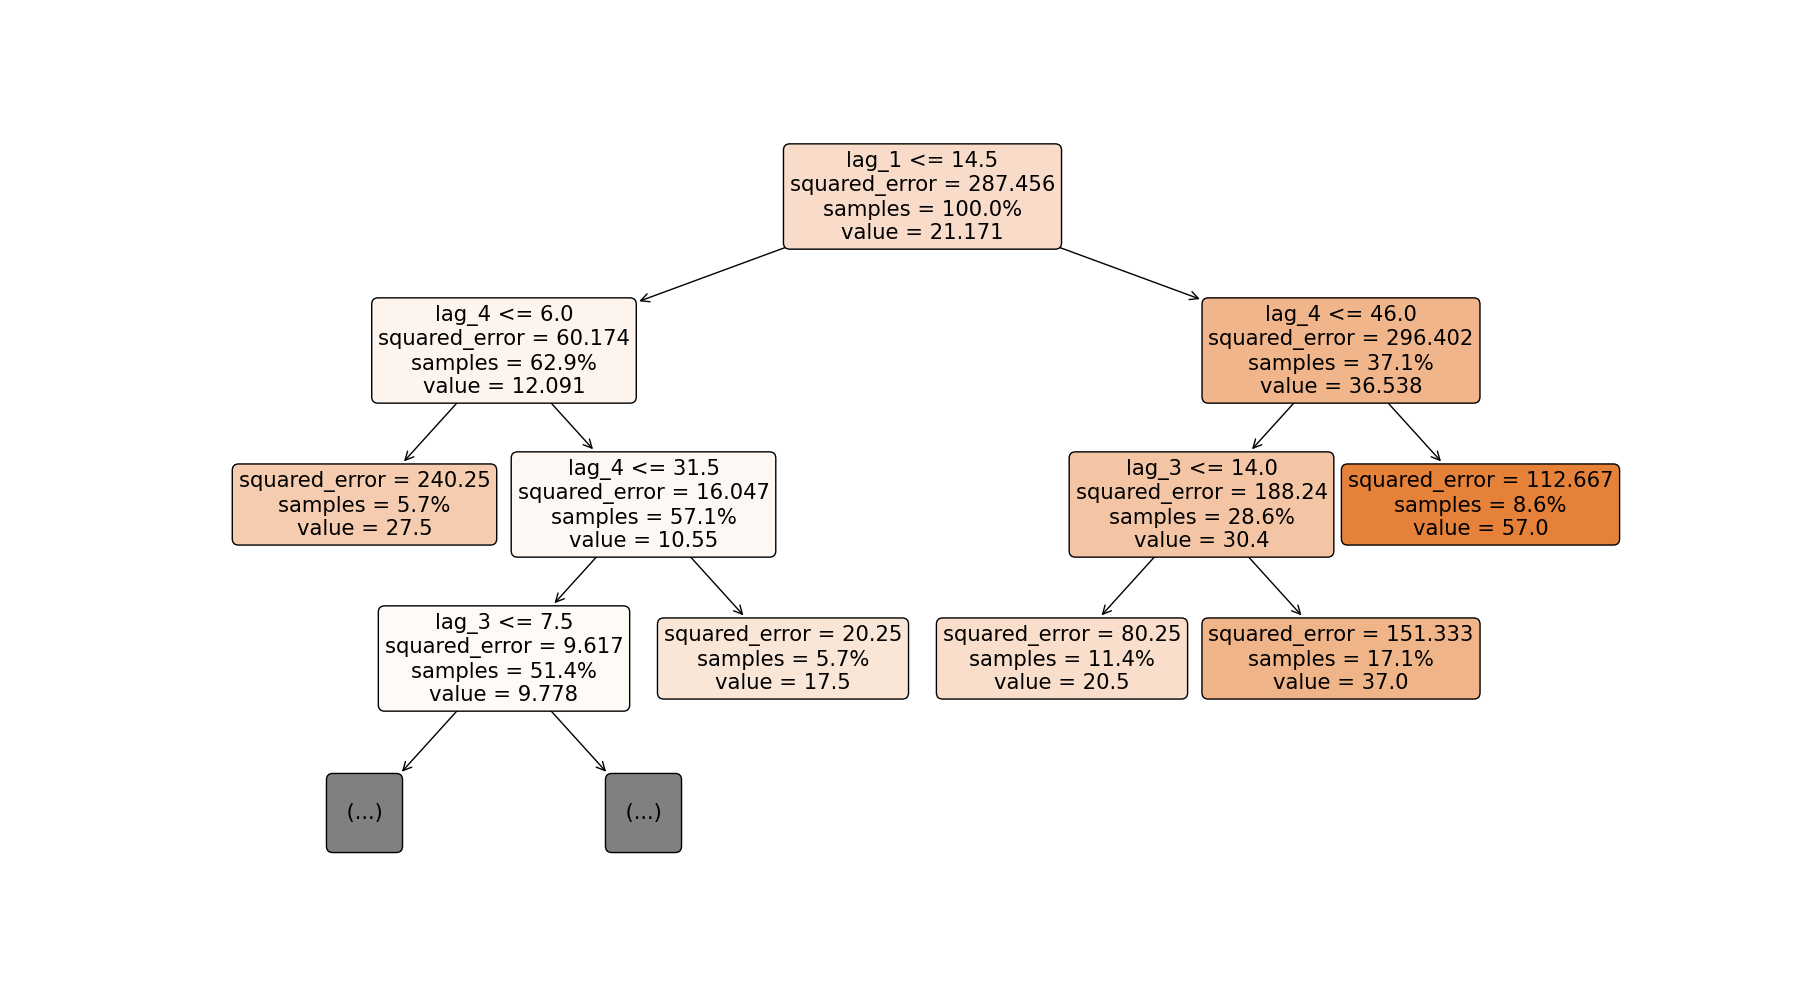 lag_1 <= 14.5
squared_error = 287.456
samples = 100.0%
value = 21.171
lag_4 <= 6.0
squared_error = 60.174
samples = 62.9%
value = 12.091
lag_4 <= 46.0
squared_error = 296.402
samples = 37.1%
value = 36.538
squared_error = 240.25
samples = 5.7%
value = 27.5
lag_4 <= 31.5
squared_error = 16.047
samples = 57.1%
value = 10.55
lag_3 <= 14.0
squared_error = 188.24
samples = 28.6%
value = 30.4
squared_error = 112.667
samples = 8.6%
value = 57.0
lag_3 <= 7.5
squared_error = 9.617
samples = 51.4%
value = 9.778
squared_error = 20.25
samples = 5.7%
value = 17.5
squared_error = 80.25
samples = 11.4%
value = 20.5
squared_error = 151.333
samples = 17.1%
value = 37.0
(...)
(...)